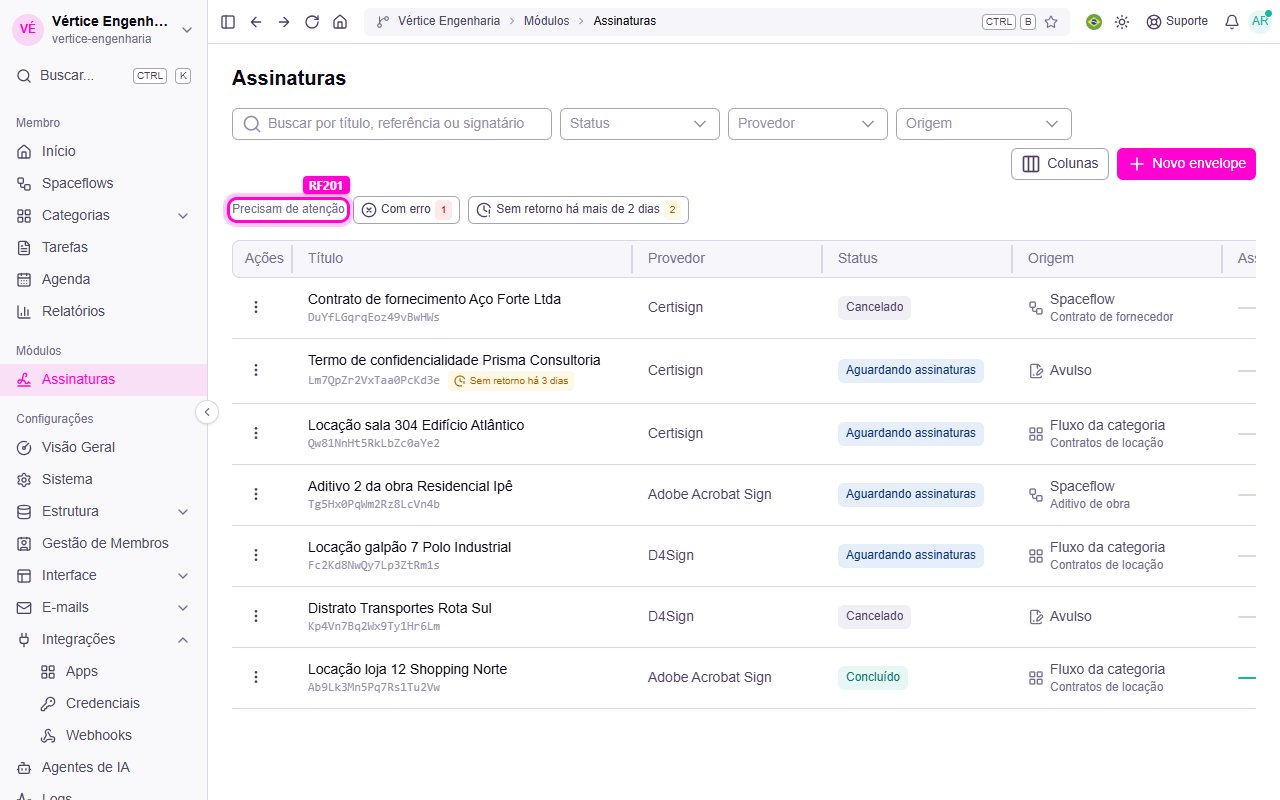 VÉ
Vértice Engenh...
vertice-engenharia
Buscar...
CTRL
K
Membro
Início
Spaceflows
Categorias
Tarefas
Agenda
Relatórios
Módulos
Assinaturas
Configurações
Visão Geral
Sistema
Estrutura
Gestão de Membros
Interface
E-mails
Integrações
Apps
Credenciais
Webhooks
Agentes de IA
Logs
Vértice Engenharia
Módulos
Assinaturas
CTRL
B
Suporte
AR
Assinaturas
Buscar por título, referência ou signatário
Status
Provedor
Origem
Colunas
Novo envelope
RF201
Precisam de atenção
Com erro 1
Sem retorno há mais de 2 dias 2
Ações Título Provedor Status Origem Ass
Contrato de fornecimento Aço Forte Ltda
DuYfLGqrqEoz49vBwHWs
Certisign
Cancelado
Spaceflow
Contrato de fornecedor
Termo de confidencialidade Prisma Consultoria
Lm7QpZr2VxTaa0PcKd3e
Sem retorno há 3 dias
Certisign
Aguardando assinaturas
Avulso
Locação sala 304 Edifício Atlântico
Qw81NnHt5RkLbZc0aYe2
Certisign
Aguardando assinaturas
Fluxo da categoria
Contratos de locação
Aditivo 2 da obra Residencial Ipê
Tg5Hx0PqWm2Rz8LcVn4b
Adobe Acrobat Sign
Aguardando assinaturas
Spaceflow
Aditivo de obra
Locação galpão 7 Polo Industrial
Fc2Kd8NwQy7Lp3ZtRm1s
D4Sign
Aguardando assinaturas
Fluxo da categoria
Contratos de locação
Distrato Transportes Rota Sul
Kp4Vn7Bq2Wx9Ty1Hr6Lm
D4Sign
Cancelado
Avulso
Locação loja 12 Shopping Norte
Ab9Lk3Mn5Pq7Rs1Tu2Vw
Adobe Acrobat Sign
Concluído
Fluxo da categoria
Contratos de locação